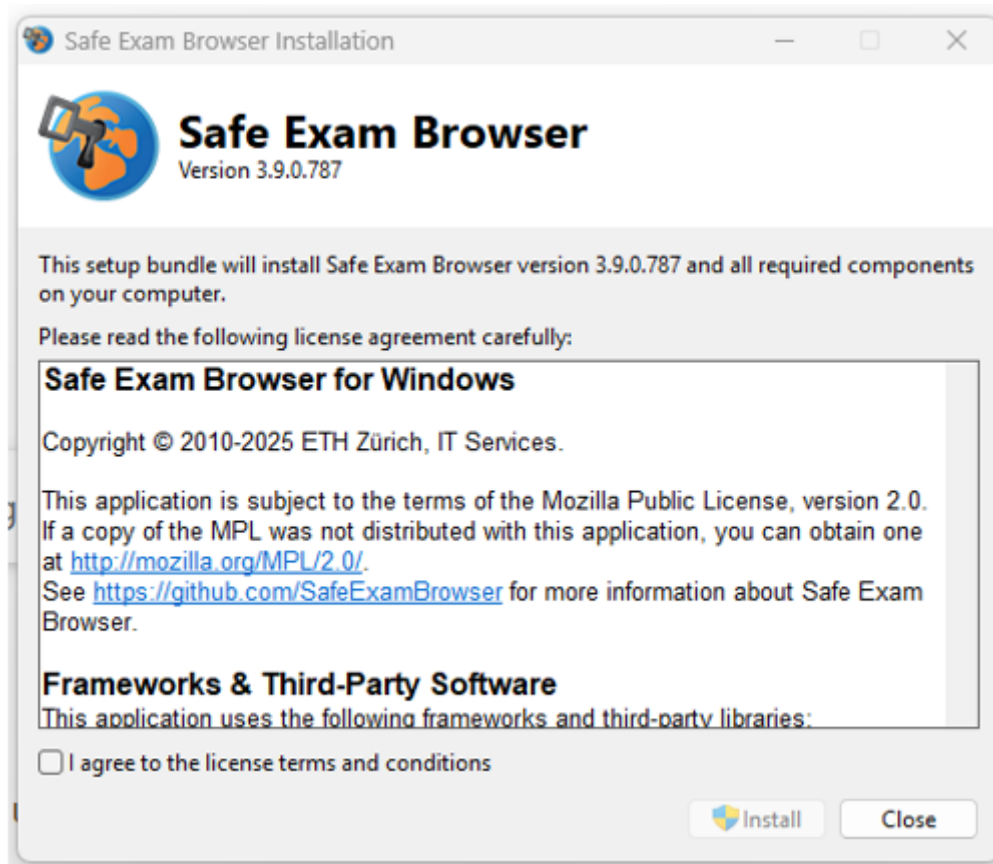 Safe Exam Browser Installation
Safe Exam Browser
Version 3.9.0.787
This setup bundle will install Safe Exam Browser version 3.9.0.787 and all required components
on your computer.
Please read the following license agreement carefully:
Safe Exam Browser for Windows
Copyright © 2010-2025 ETH Zürich, IT Services.
This application is subject to the terms of the Mozilla Public License, version 2.0.
If a copy of the MPL was not distributed with this application, you can obtain one
at http://mozilla.org/MPL/2.0/.
See https://github.com/SafeExamBrowser for more information about Safe Exam
Browser.
Frameworks & Third-Party Software
This application uses the following frameworks and third-party libraries:
I agree to the license terms and conditions
Install Close